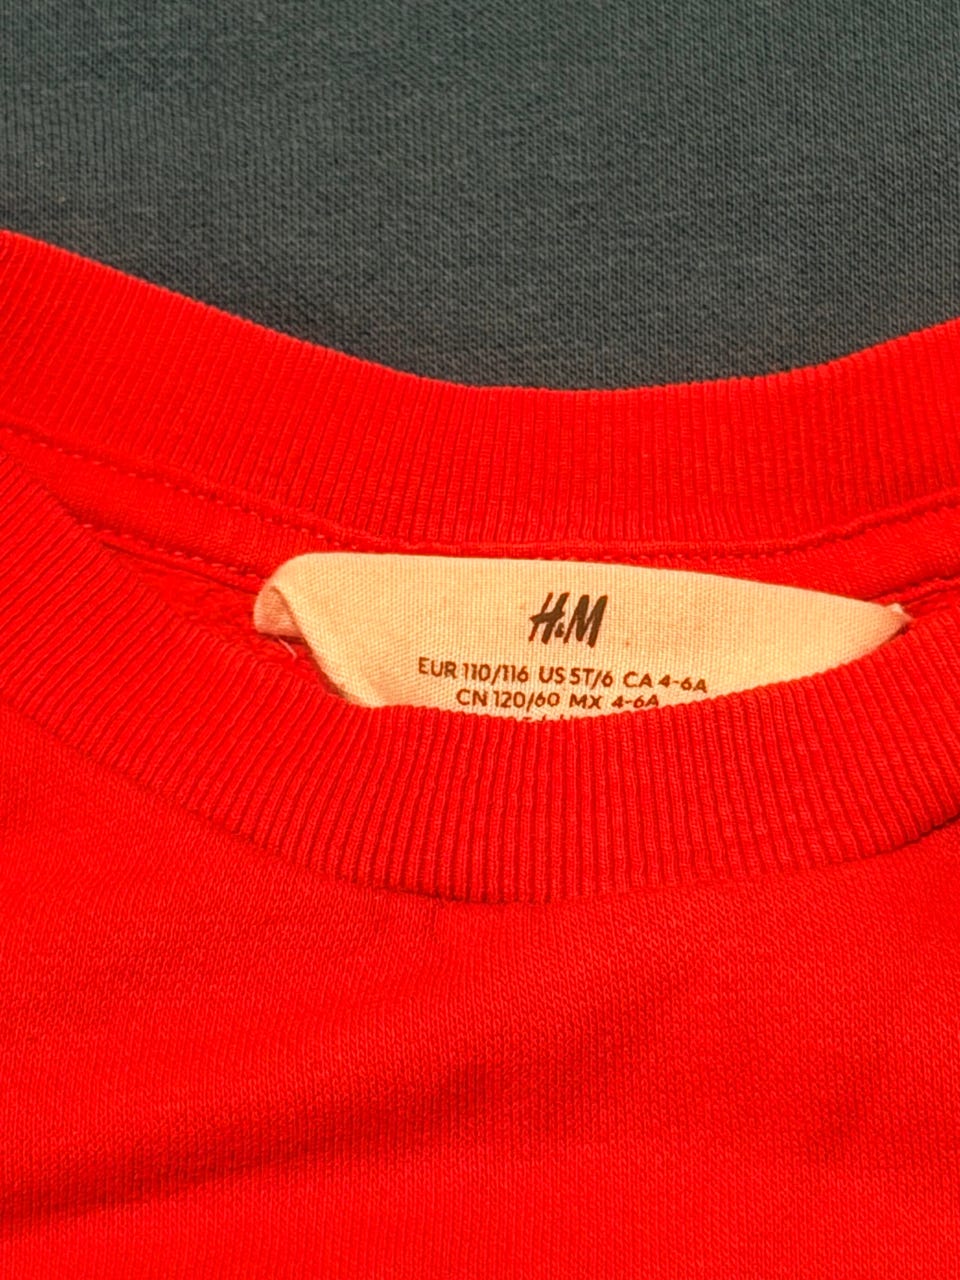 H&M
EUR 110/116 US 5T/6 CA 4-6A
CN 120/60 MX 4-6A